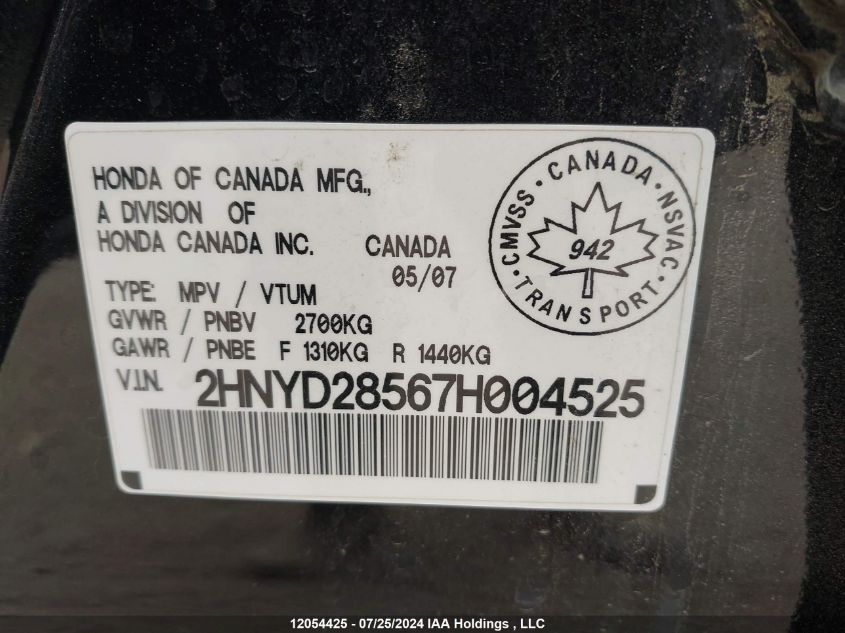 HONDA OF CANADA MFG.,
A DIVISION OF
HONDA CANADA INC. CANADA
05/07
TYPE: MPV / VTUM
GVWR / PNBV 2700KG
GAWR / PNBE F 1310KG R 1440KG
V.I.N. 2HNYD28567H004525
CMVSS · CANADA · NSVAC · TRANSPORT ·
942
12054425 - 07/25/2024 IAA Holdings , LLC